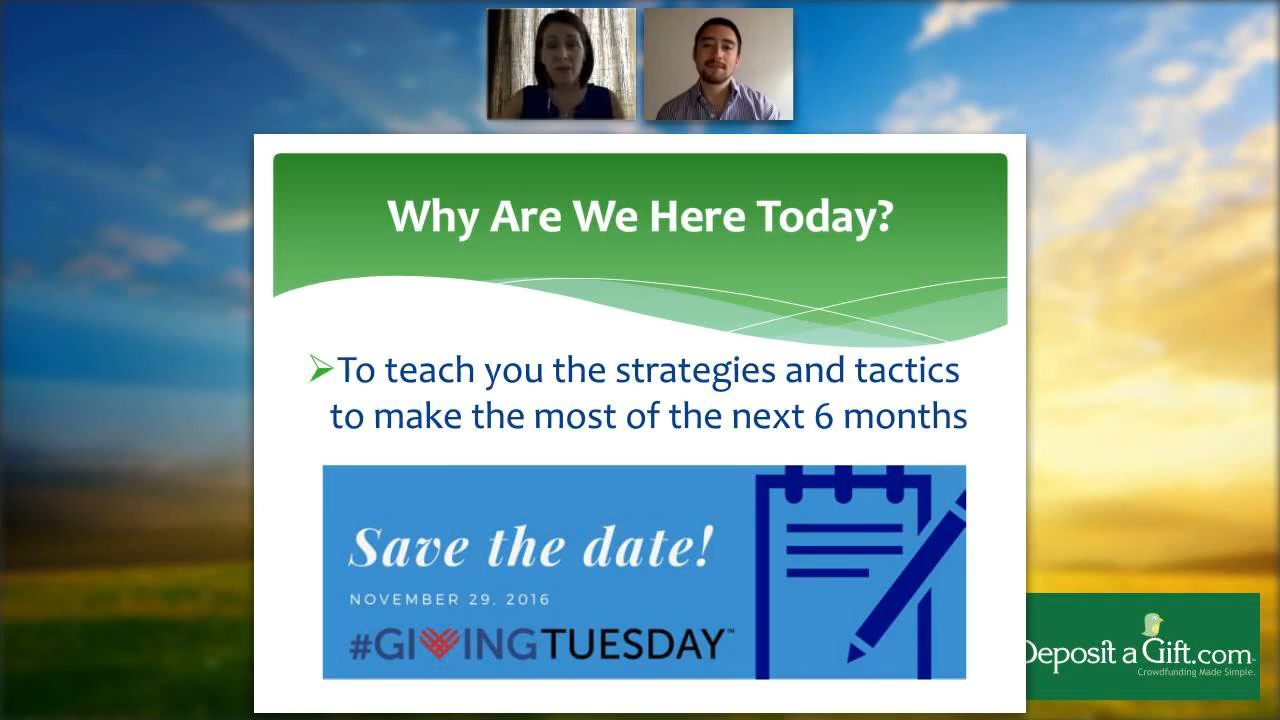 Why Are We Here Today?
To teach you the strategies and tactics
to make the most of the next 6 months
Save the date!
NOVEMBER 29, 2016
#GIVINGTUESDAY™
Deposit a Gift.com
Crowdfunding Made Simple.